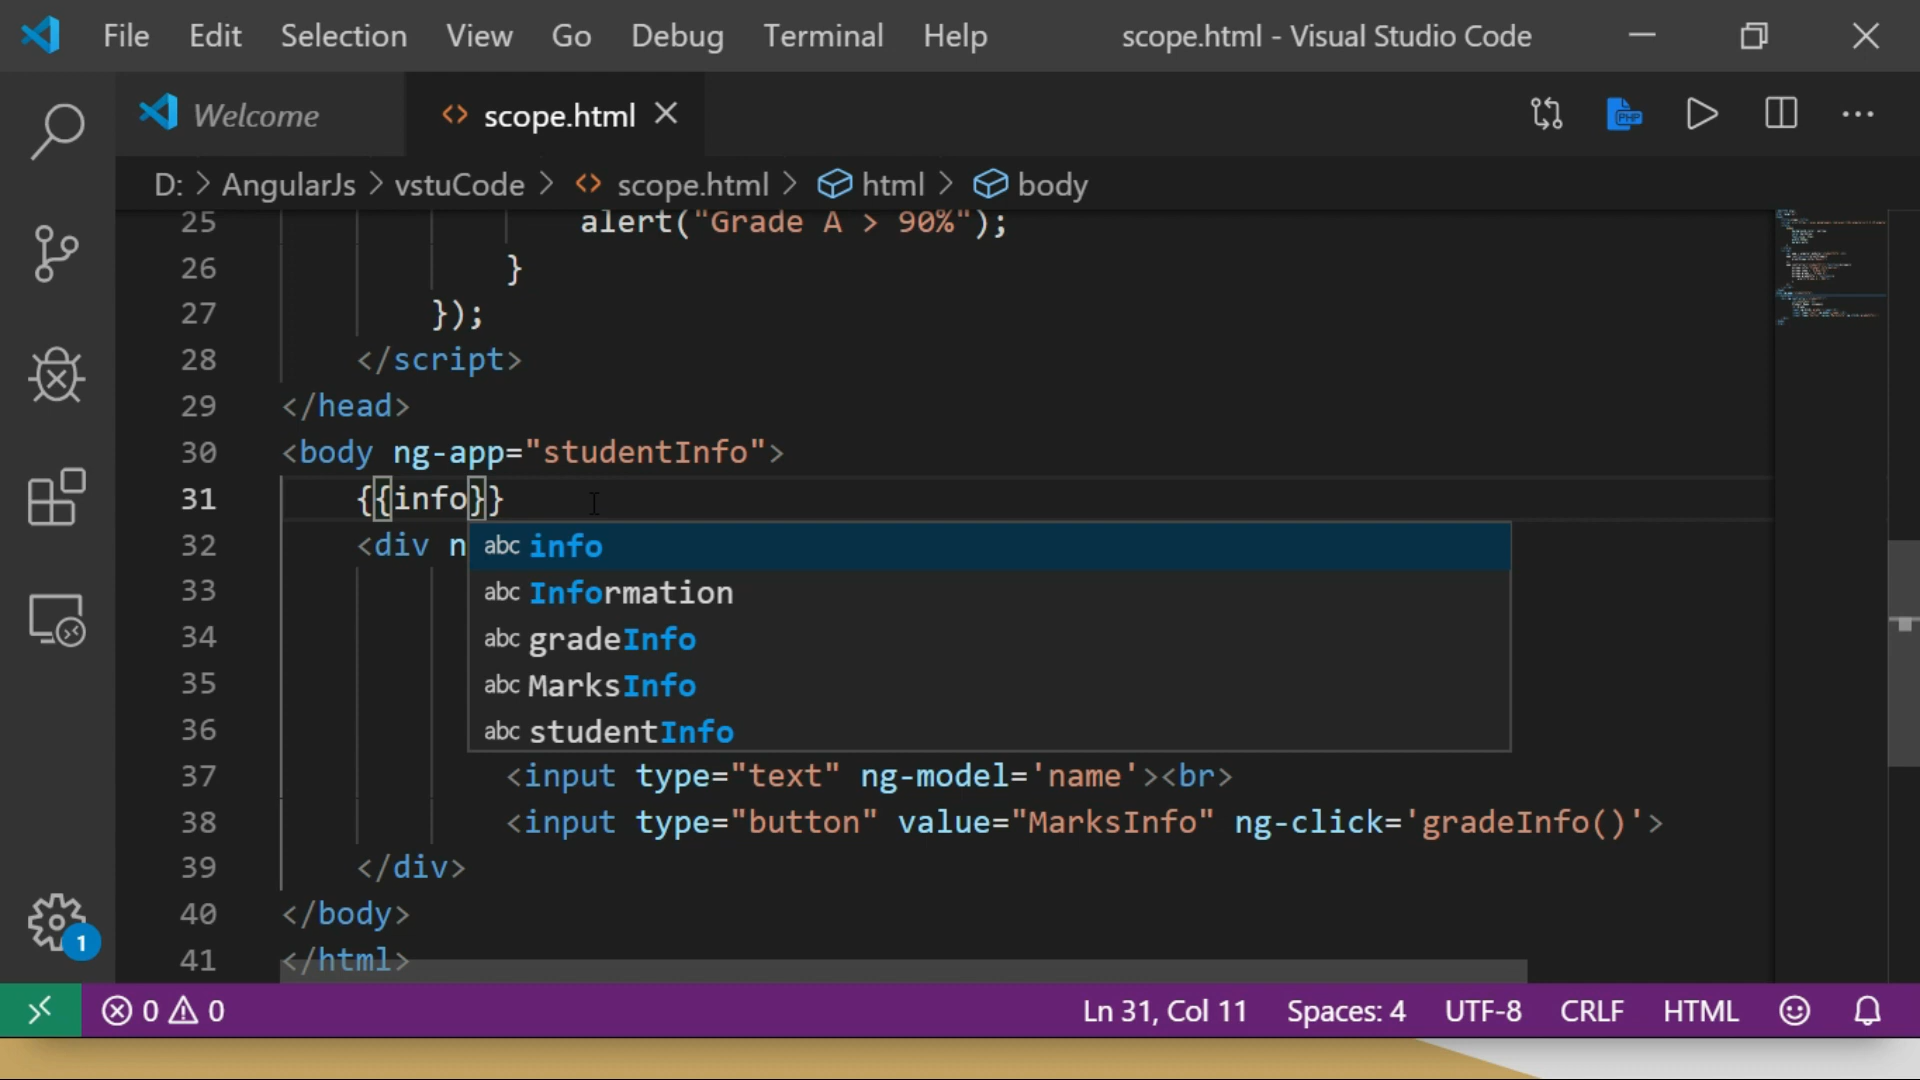 File Edit Selection View Go Debug Terminal Help scope.html - Visual Studio Code
Welcome scope.html
D: > AngularJs > vstuCode > scope.html > html > body
25 alert("Grade A > 90%");
26 }
27 });
28 </script>
29 </head>
30 <body ng-app="studentInfo">
31 {{info}}
32 <div n
abc info
33
abc Information
34
abc gradeInfo
35
abc MarksInfo
36
abc studentInfo
37 <input type="text" ng-model='name'><br>
38 <input type="button" value="MarksInfo" ng-click='gradeInfo()'>
39 </div>
40 </body>
41 </html>
1
0 0 Ln 31, Col 11 Spaces: 4 UTF-8 CRLF HTML